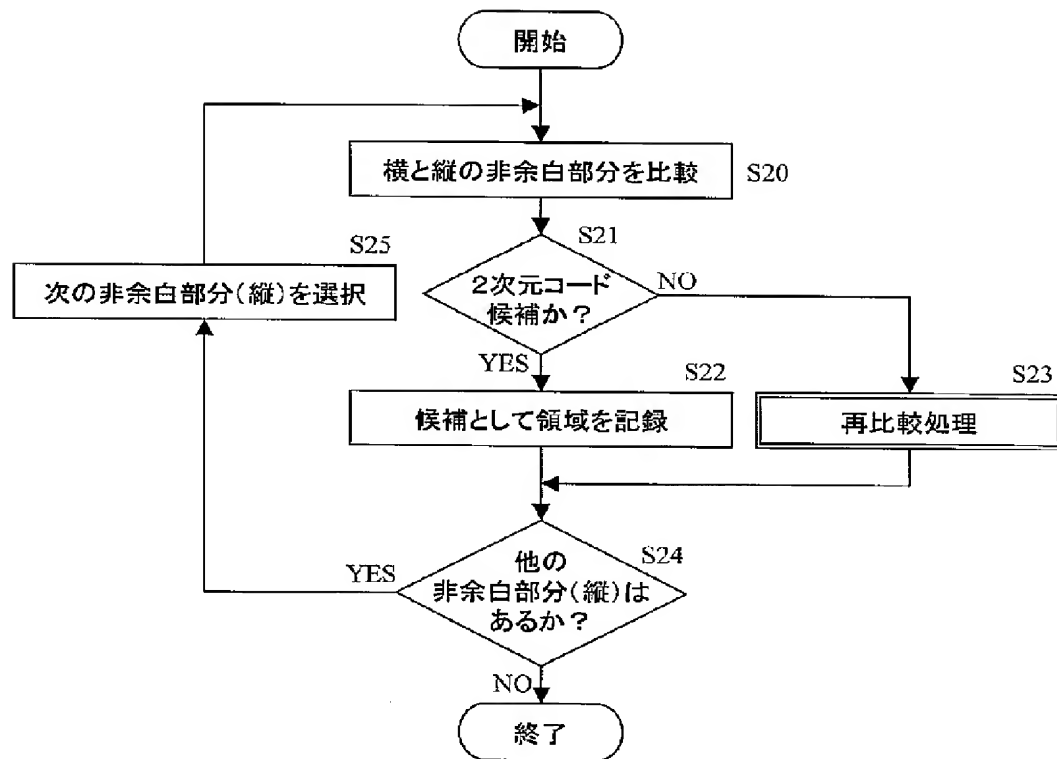 開始
横と縦の非余白部分を比較
S20
S21
2次元コード
候補か？
NO
YES
S25
次の非余白部分(縦)を選択
S22
候補として領域を記録
S23
再比較処理
S24
他の
非余白部分(縦)は
あるか？
YES
NO
終了